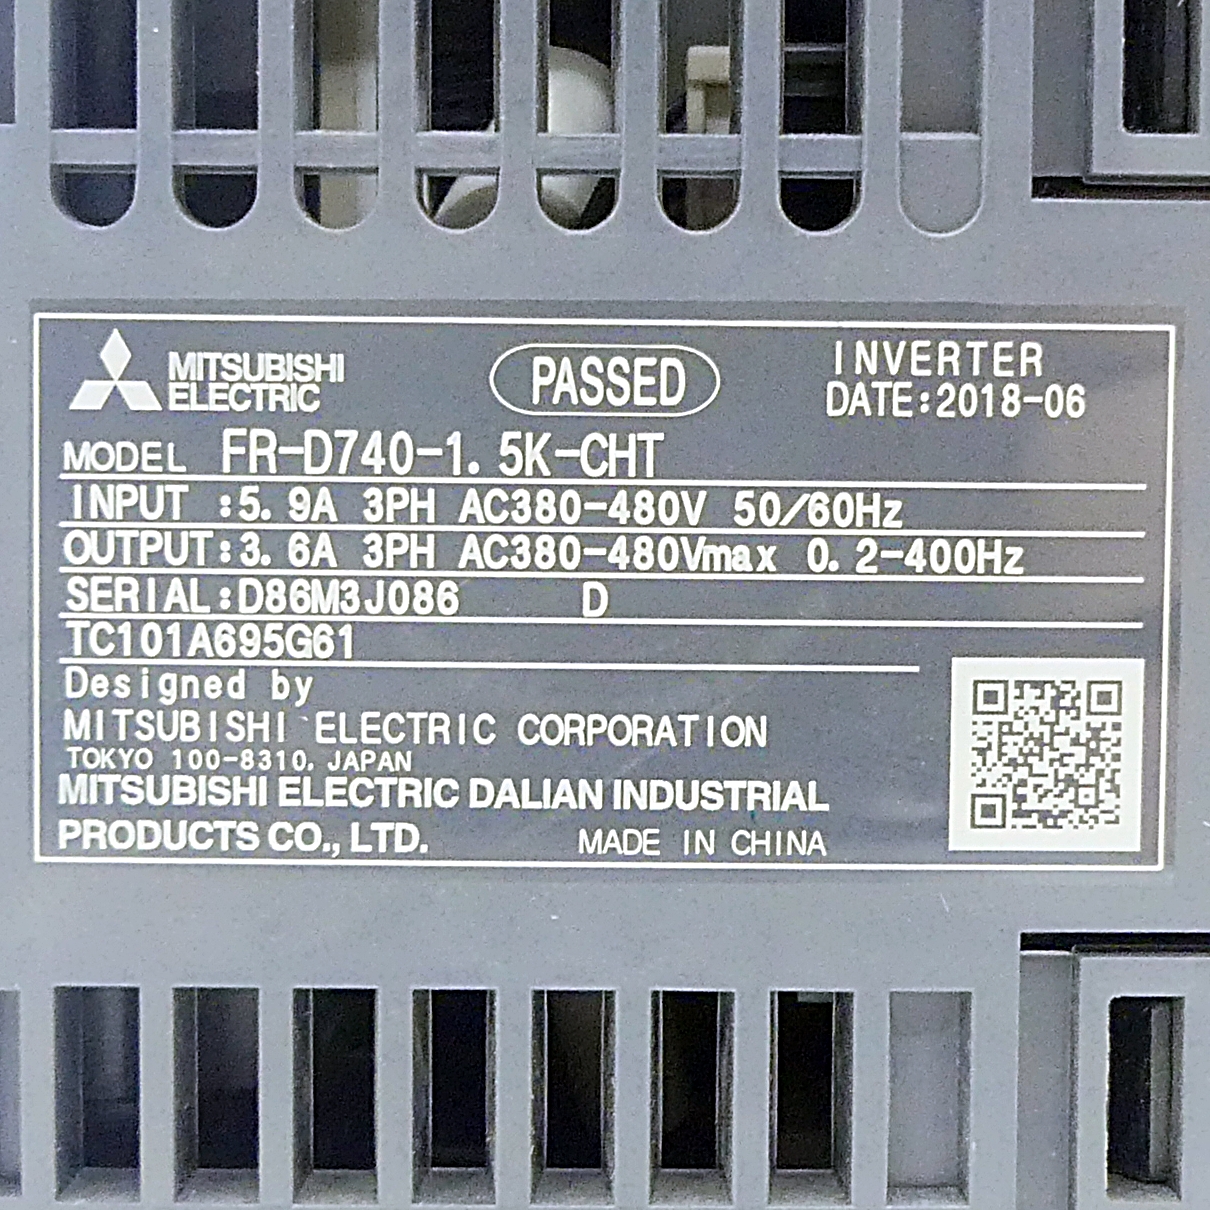 MITSUBISHI
ELECTRIC
PASSED
INVERTER
DATE:2018-06
MODEL FR-D740-1.5K-CHT
INPUT :5.9A 3PH AC380-480V 50/60Hz
OUTPUT:3.6A 3PH AC380-480Vmax 0.2-400Hz
SERIAL:D86M3J086 D
TC101A695G61
Designed by
MITSUBISHI ELECTRIC CORPORATION
TOKYO 100-8310, JAPAN
MITSUBISHI ELECTRIC DALIAN INDUSTRIAL
PRODUCTS CO., LTD. MADE IN CHINA